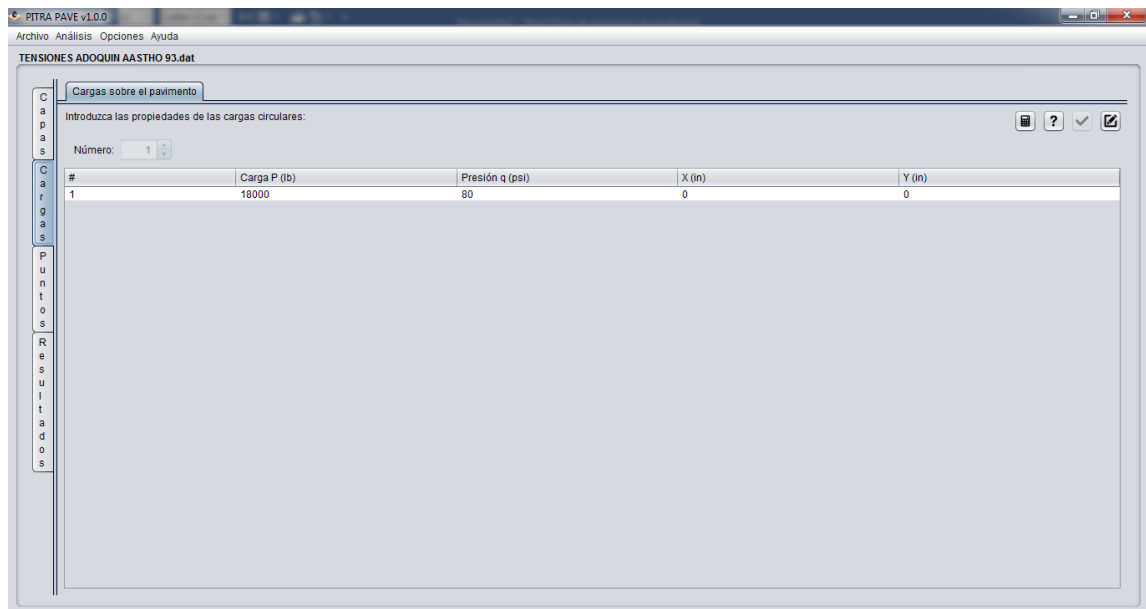 PITRA PAVE v1.0.0
Archivo Análisis Opciones Ayuda
TENSIONES ADOQUIN AASTHO 93.dat
Capas
Cargas
Puntos
Resultados
Cargas sobre el pavimento
Introduzca las propiedades de las cargas circulares:
?
Número: 1
# Carga P (lb) Presión q (psi) X (in) Y (in)
1 18000 80 0 0